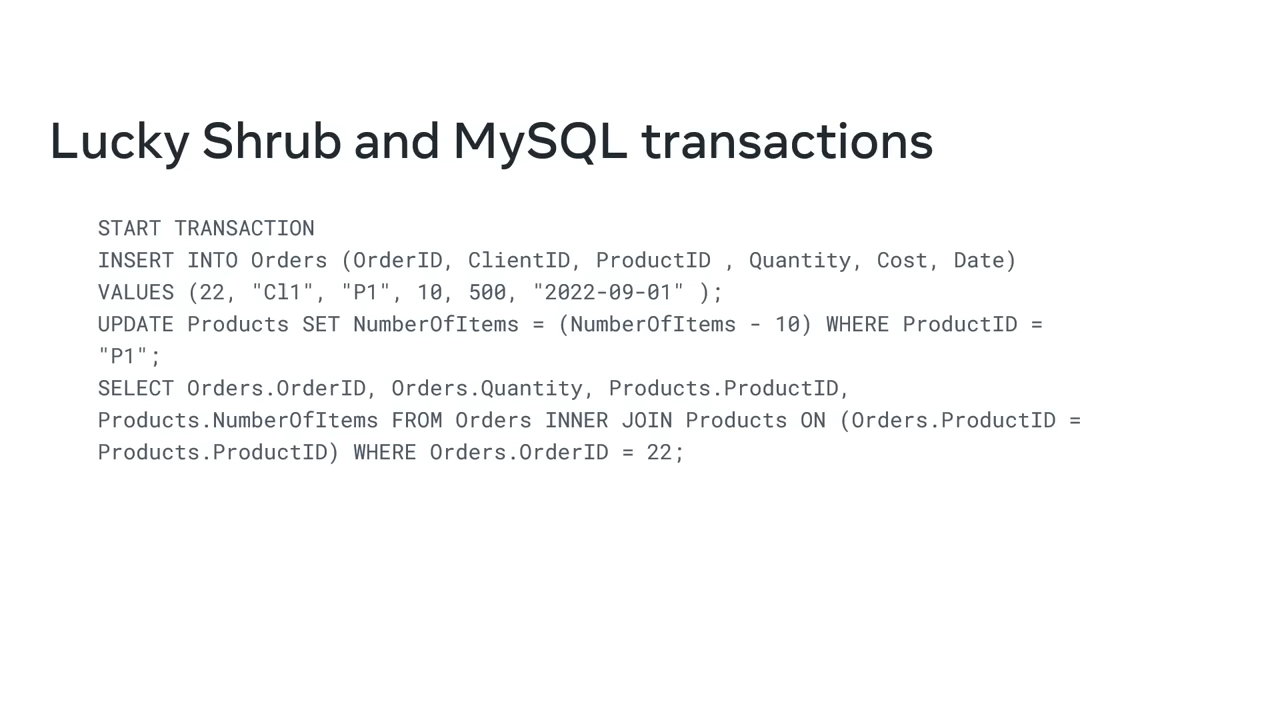 Lucky Shrub and MySQL transactions
START TRANSACTION
INSERT INTO Orders (OrderID, ClientID, ProductID , Quantity, Cost, Date)
VALUES (22, "Cl1", "P1", 10, 500, "2022-09-01" );
UPDATE Products SET NumberOfItems = (NumberOfItems - 10) WHERE ProductID =
"P1";
SELECT Orders.OrderID, Orders.Quantity, Products.ProductID,
Products.NumberOfItems FROM Orders INNER JOIN Products ON (Orders.ProductID =
Products.ProductID) WHERE Orders.OrderID = 22;